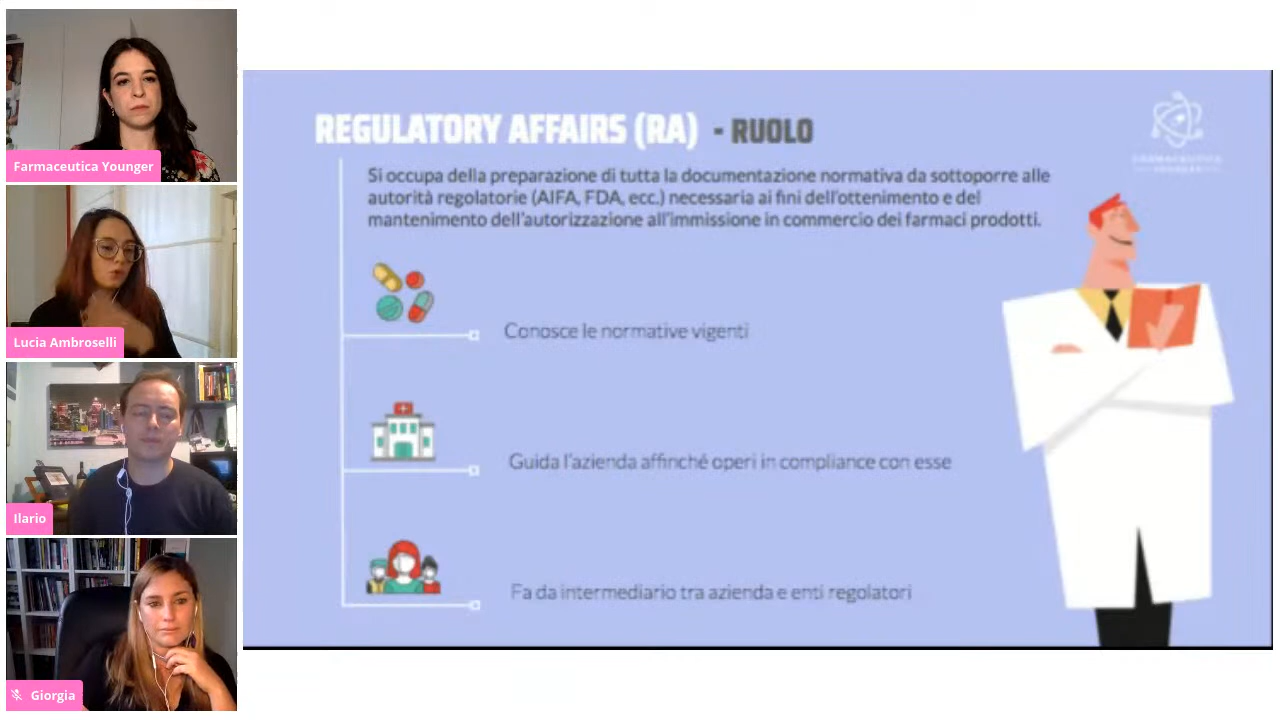 Farmaceutica Younger
Lucia Ambroselli
Ilario
Giorgia
REGULATORY AFFAIRS (RA) - RUOLO
Si occupa della preparazione di tutta la documentazione normativa da sottoporre alle
autorità regolatorie (AIFA, FDA, ecc.) necessaria ai fini dell'ottenimento e del
mantenimento dell'autorizzazione all'immissione in commercio dei farmaci prodotti.
Conosce le normative vigenti
Guida l'azienda affinché operi in compliance con esse
Fa da intermediario tra azienda e enti regolatori